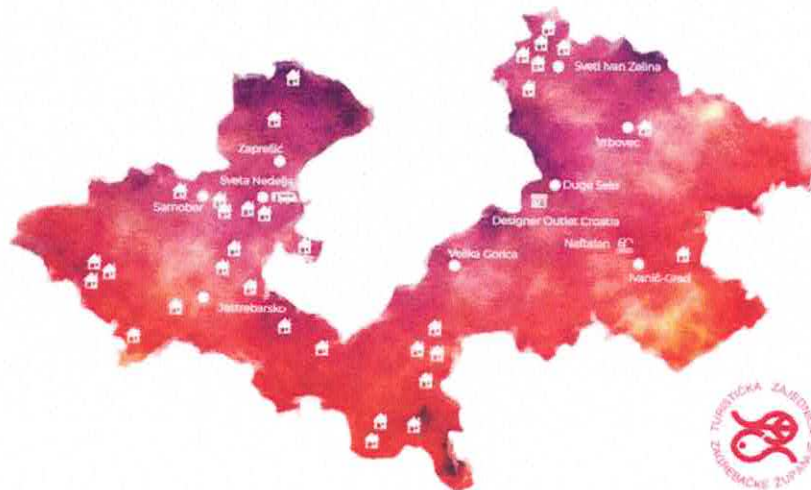 Sveti Ivan Zelina
Vrbovec
Zaprešić
Sveta Nedelja
Dugo Selo
Samobor
Designer Outlet Croatia
Naftalan
Velika Gorica
Ivanić-Grad
Jastrebarsko
TURISTIČKA ZAJEDNICA
ZAGREBAČKE ŽUPANIJE